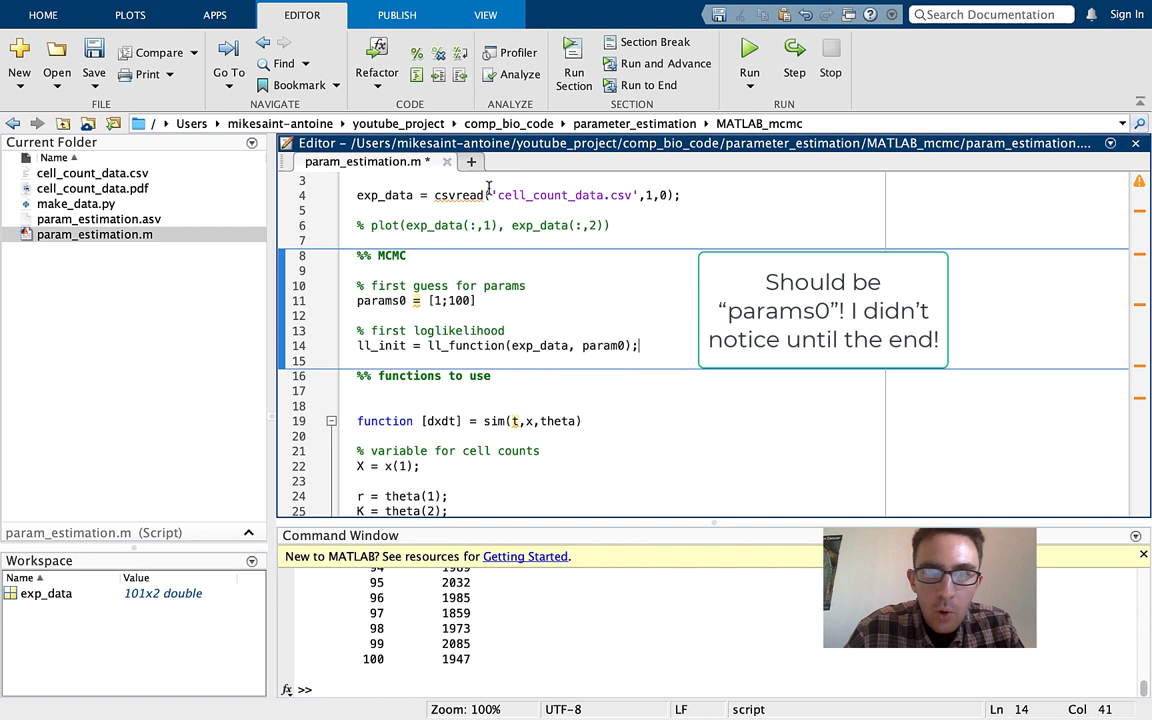 HOME PLOTS APPS EDITOR PUBLISH VIEW Search Documentation Sign In
New Open Save Compare Print Go To Find Bookmark Refactor Profiler Analyze Run Section Section Break Run and Advance Run to End Run Step Stop
FILE NAVIGATE CODE ANALYZE SECTION RUN
/ Users mikesaint-antoine youtube_project comp_bio_code parameter_estimation MATLAB_mcmc
Current Folder
Name
cell_count_data.csv
cell_count_data.pdf
make_data.py
param_estimation.asv
param_estimation.m
param_estimation.m (Script)
Workspace
Name Value
exp_data 101x2 double
Editor - /Users/mikesaint-antoine/youtube_project/comp_bio_code/parameter_estimation/MATLAB_mcmc/param_estimation....
param_estimation.m *
3
4 exp_data = csvread('cell_count_data.csv',1,0);
5
6 % plot(exp_data(:,1), exp_data(:,2))
7
8 %% MCMC
9
10 % first guess for params
11 params0 = [1;100]
12
13 % first loglikelihood
14 ll_init = ll_function(exp_data, param0);
15
16 %% functions to use
17
18
19 function [dxdt] = sim(t,x,theta)
20
21 % variable for cell counts
22 X = x(1);
23
24 r = theta(1);
25 K = theta(2);
Should be
“params0”! I didn’t
notice until the end!
Command Window
New to MATLAB? See resources for Getting Started.
94 1989
95 2032
96 1985
97 1859
98 1973
99 2085
100 1947
fx >>
Zoom: 100% UTF-8 LF script Ln 14 Col 41